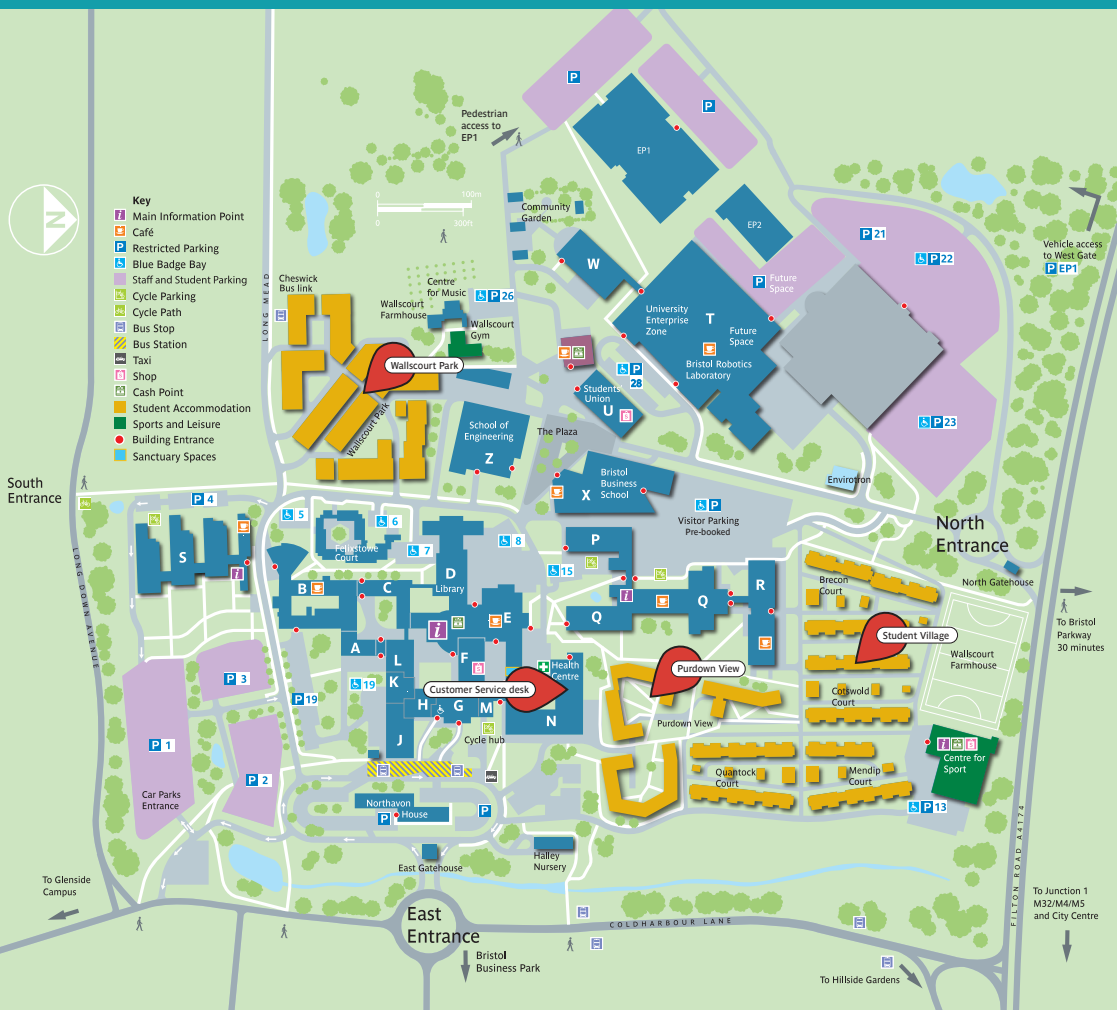 P
P
Pedestrian
access to
EP1
EP1
N
Key
Main Information Point
Café
Restricted Parking
Blue Badge Bay
Staff and Student Parking
Cycle Parking
Cycle Path
Bus Stop
Bus Station
Taxi
Shop
Cash Point
Student Accommodation
Sports and Leisure
Building Entrance
Sanctuary Spaces
0 100m
0 300ft
Community
Garden
EP2
P 21
P 22
Vehicle access
to West Gate
P EP1
W
P Future
Space
LONG MEAD
Cheswick
Bus link
Centre
for Music
Wallscourt
Farmhouse
P 26
Wallscourt
Gym
University
Enterprise
Zone
T
Future
Space
Bristol Robotics
Laboratory
Wallscourt Park
Wallscourt Park
P
28
Students'
Union
U
P 23
School of
Engineering
Z
The Plaza
X
Bristol
Business
School
Envirotron
South
Entrance
P 4
5
6
7
8
P
Visitor Parking
Pre-booked
North
Entrance
North Gatehouse
S
Felixstowe
Court
D
Library
P
15
B
C
E
Q
Q
R
Brecon
Court
Student Village
To Bristol
Parkway
30 minutes
Wallscourt
Farmhouse
LONG DOWN AVENUE
A
L
F
K
19
P 19
P 3
Health
Centre
Customer Service desk
Purdown View
Purdown View
Cotswold
Court
H
G
M
N
J
Cycle hub
P 1
P 2
Car Parks
Entrance
Quantock
Court
Mendip
Court
Centre for
Sport
P 13
Northavon
House
P
P
East Gatehouse
Halley
Nursery
FILTON ROAD A4174
To Glenside
Campus
East
Entrance
COLDHARBOUR LANE
Bristol
Business Park
To Hillside Gardens
To Junction 1
M32/M4/M5
and City Centre